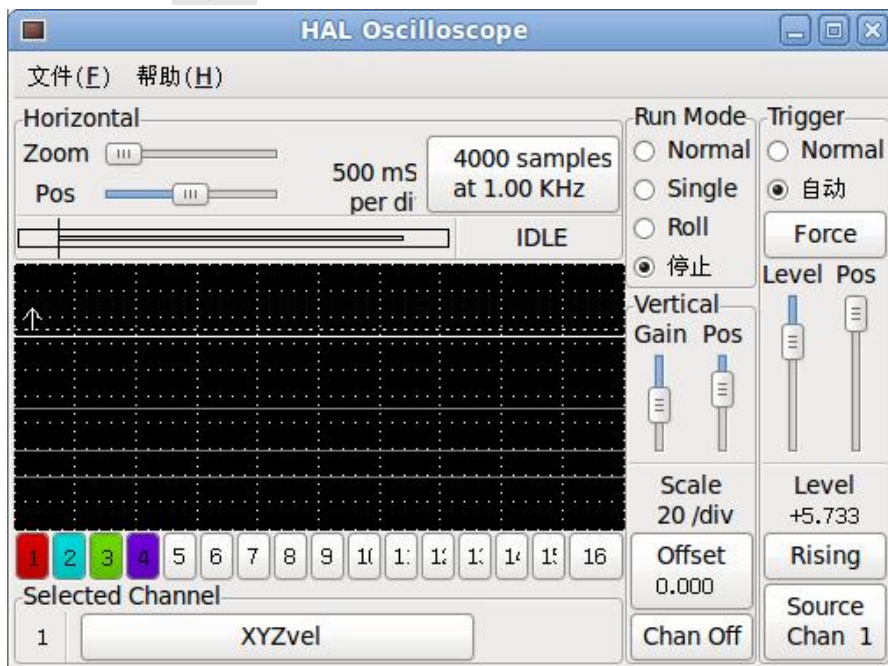 HAL Oscilloscope
文件(F) 帮助(H)
Horizontal
Zoom
Pos
500 mS
per di
4000 samples
at 1.00 KHz
IDLE
Run Mode
Normal
Single
Roll
停止
Trigger
Normal
自动
Force
Level Pos
Vertical
Gain Pos
Scale
20 /div
Offset
0.000
Chan Off
Level
+5.733
Rising
Source
Chan 1
1 2 3 4 5 6 7 8 9 16
Selected Channel
1 XYZvel